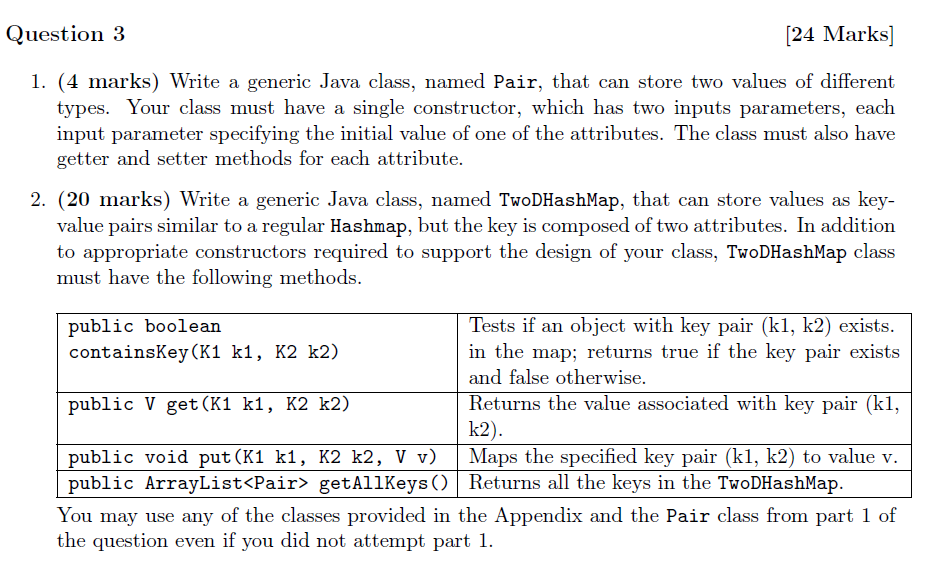 Question 3 [24 Marks]
1. (4 marks) Write a generic Java class, named Pair, that can store two values of different
types. Your class must have a single constructor, which has two inputs parameters, each
input parameter specifying the initial value of one of the attributes. The class must also have
getter and setter methods for each attribute.
2. (20 marks) Write a generic Java class, named TwoDHashMap, that can store values as key-
value pairs similar to a regular Hashmap, but the key is composed of two attributes. In addition
to appropriate constructors required to support the design of your class, TwoDHashMap class
must have the following methods.
public boolean
containsKey(K1 k1, K2 k2)
Tests if an object with key pair (k1, k2) exists.
in the map; returns true if the key pair exists
and false otherwise.
public V get(K1 k1, K2 k2)
Returns the value associated with key pair (k1,
k2).
public void put(K1 k1, K2 k2, V v)
Maps the specified key pair (k1, k2) to value v.
public ArrayList<Pair> getAllKeys()
Returns all the keys in the TwoDHashMap.
You may use any of the classes provided in the Appendix and the Pair class from part 1 of
the question even if you did not attempt part 1.